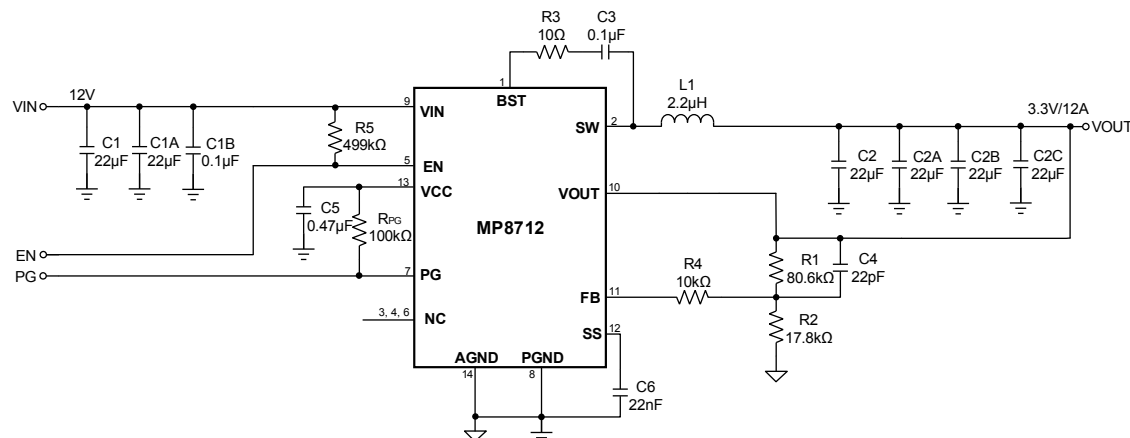 R3
10Ω
C3
0.1µF
1
BST
L1
2.2µH
VIN
12V
9
VIN
SW
2
3.3V/12A
VOUT
C1
22µF
C1A
22µF
C1B
0.1µF
R5
499kΩ
5
EN
C2
22µF
C2A
22µF
C2B
22µF
C2C
22µF
13
VCC
VOUT
10
C5
0.47µF
RPG
100kΩ
MP8712
EN
PG
7
PG
R4
10kΩ
R1
80.6kΩ
C4
22pF
FB
11
3, 4, 6
NC
SS
12
R2
17.8kΩ
AGND
14
PGND
8
C6
22nF